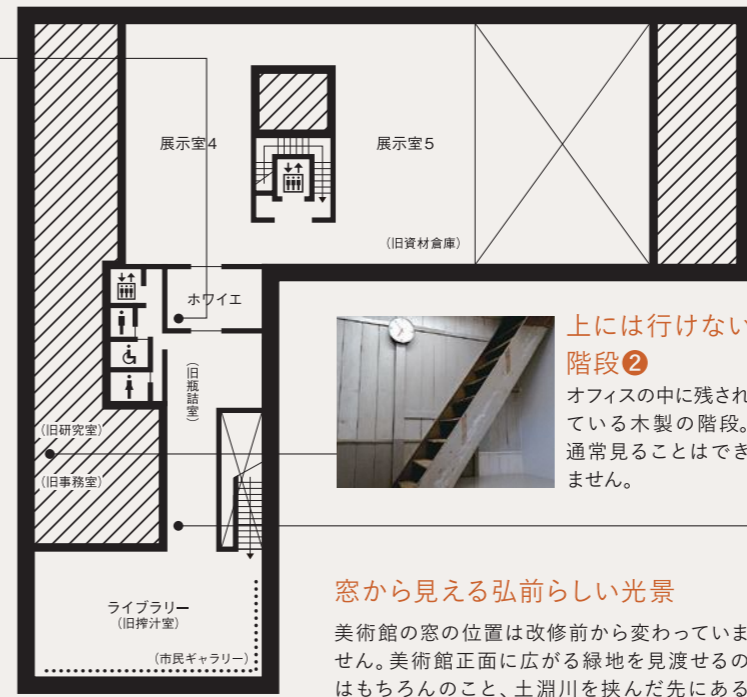 展示室4
展示室5
(旧資材倉庫)
ホワイエ
(旧瓶詰室)
(旧研究室)
(旧事務室)
ライブラリー
(旧搾汁室)
(市民ギャラリー)
上には行けない
階段❷
オフィスの中に残され
ている木製の階段。
通常見ることはでき
ません。
窓から見える弘前らしい光景
美術館の窓の位置は改修前から変わっていま
せん。美術館正面に広がる緑地を見渡せるの
はもちろんのこと、土淵川を挟んだ先にある